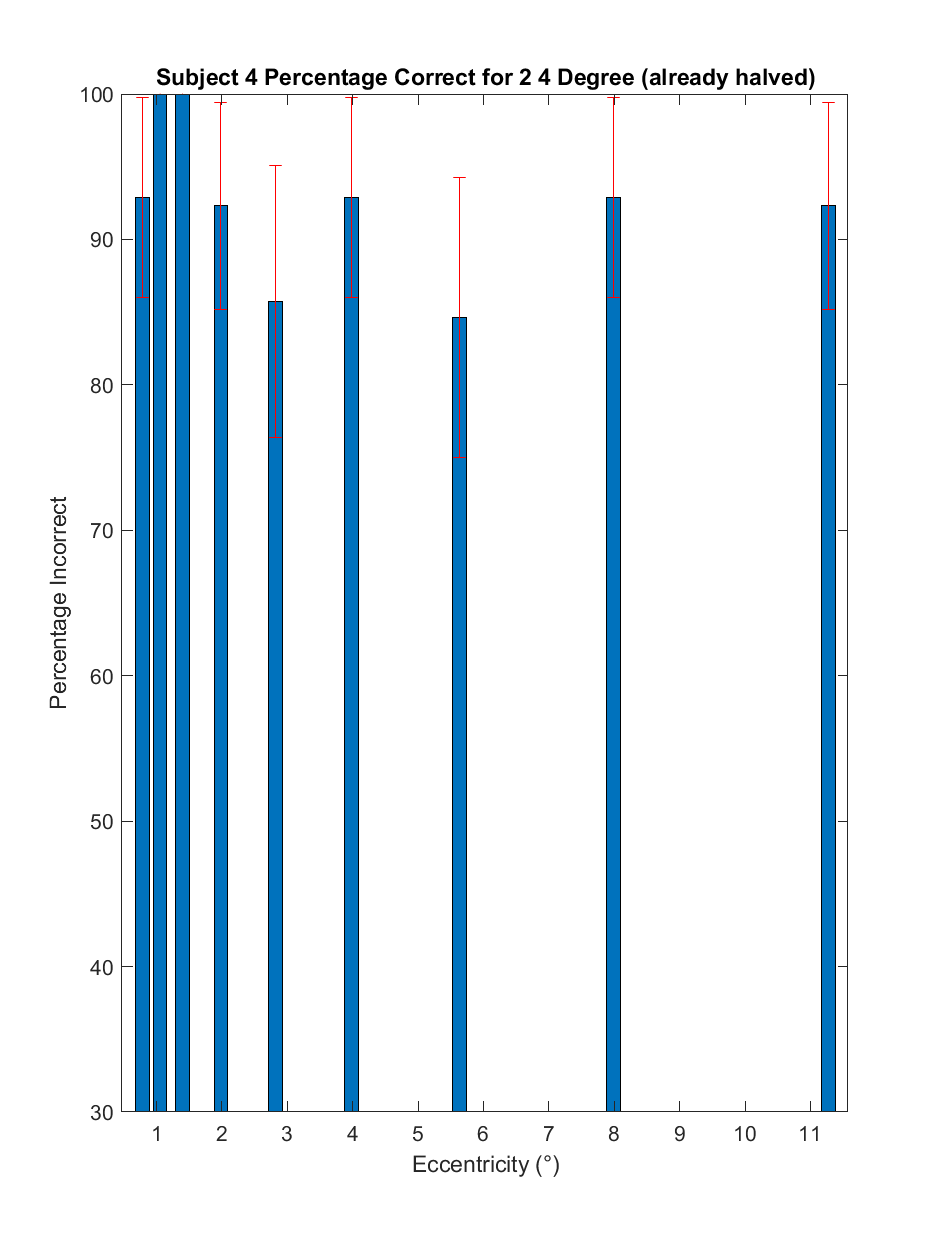 Subject 4 Percentage Correct for 2 4 Degree (already halved)
100
90
80
70
60
50
40
30
Percentage Incorrect
1 2 3 4 5 6 7 8 9 10 11
Eccentricity (°)